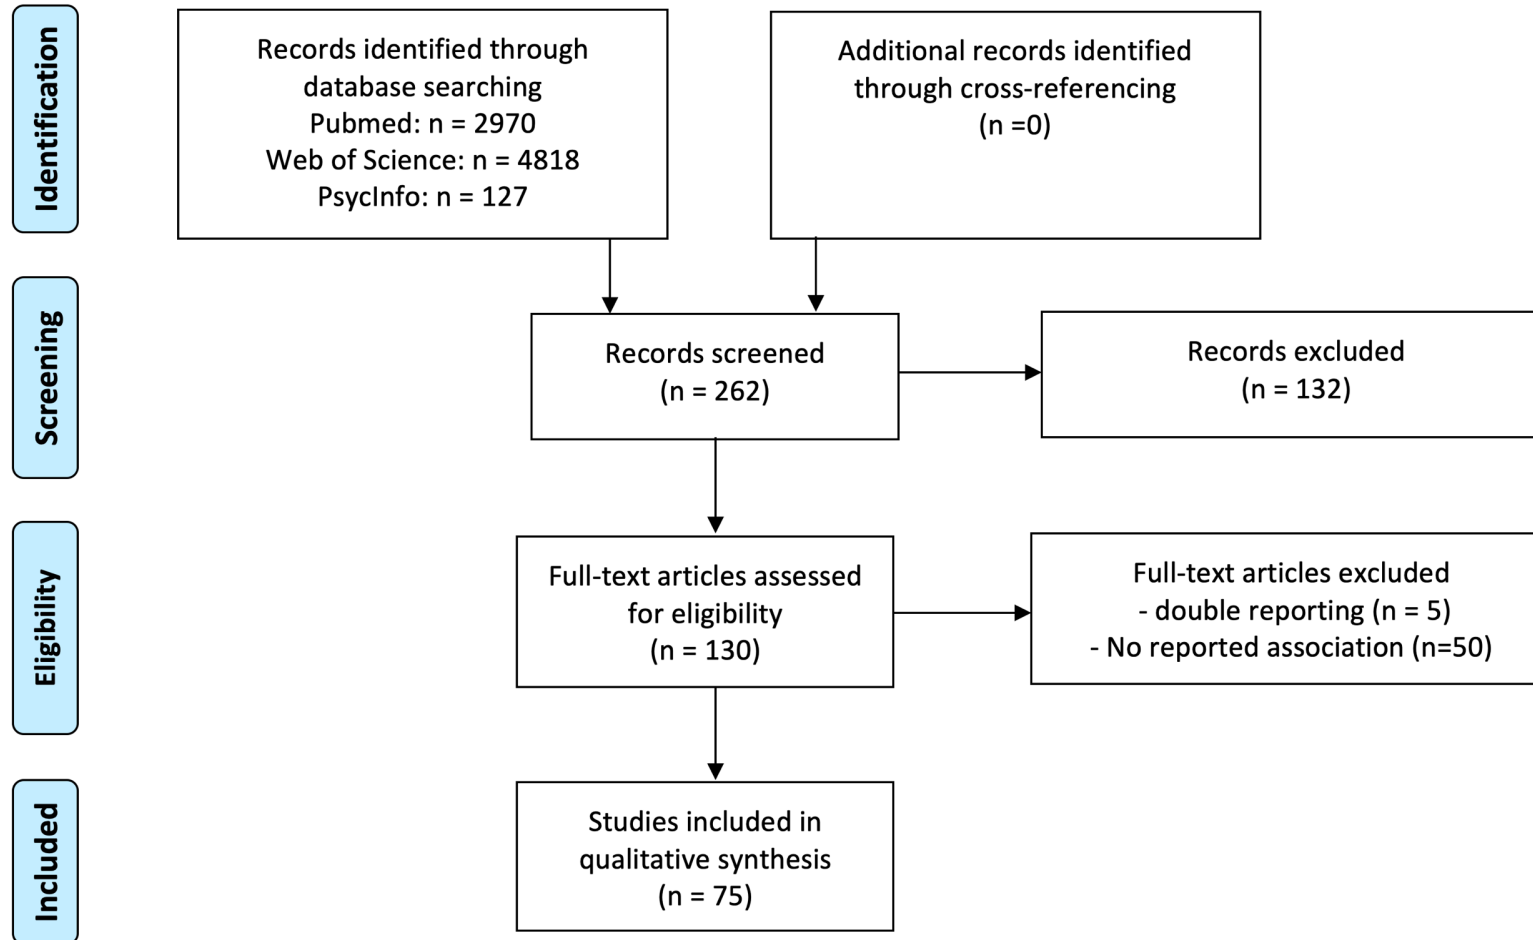 Identification
Records identified through
database searching
Pubmed: n = 2970
Web of Science: n = 4818
PsycInfo: n = 127
Additional records identified
through cross-referencing
(n =0)
Screening
Records screened
(n = 262)
Records excluded
(n = 132)
Eligibility
Full-text articles assessed
for eligibility
(n = 130)
Full-text articles excluded
- double reporting (n = 5)
- No reported association (n=50)
Included
Studies included in
qualitative synthesis
(n = 75)